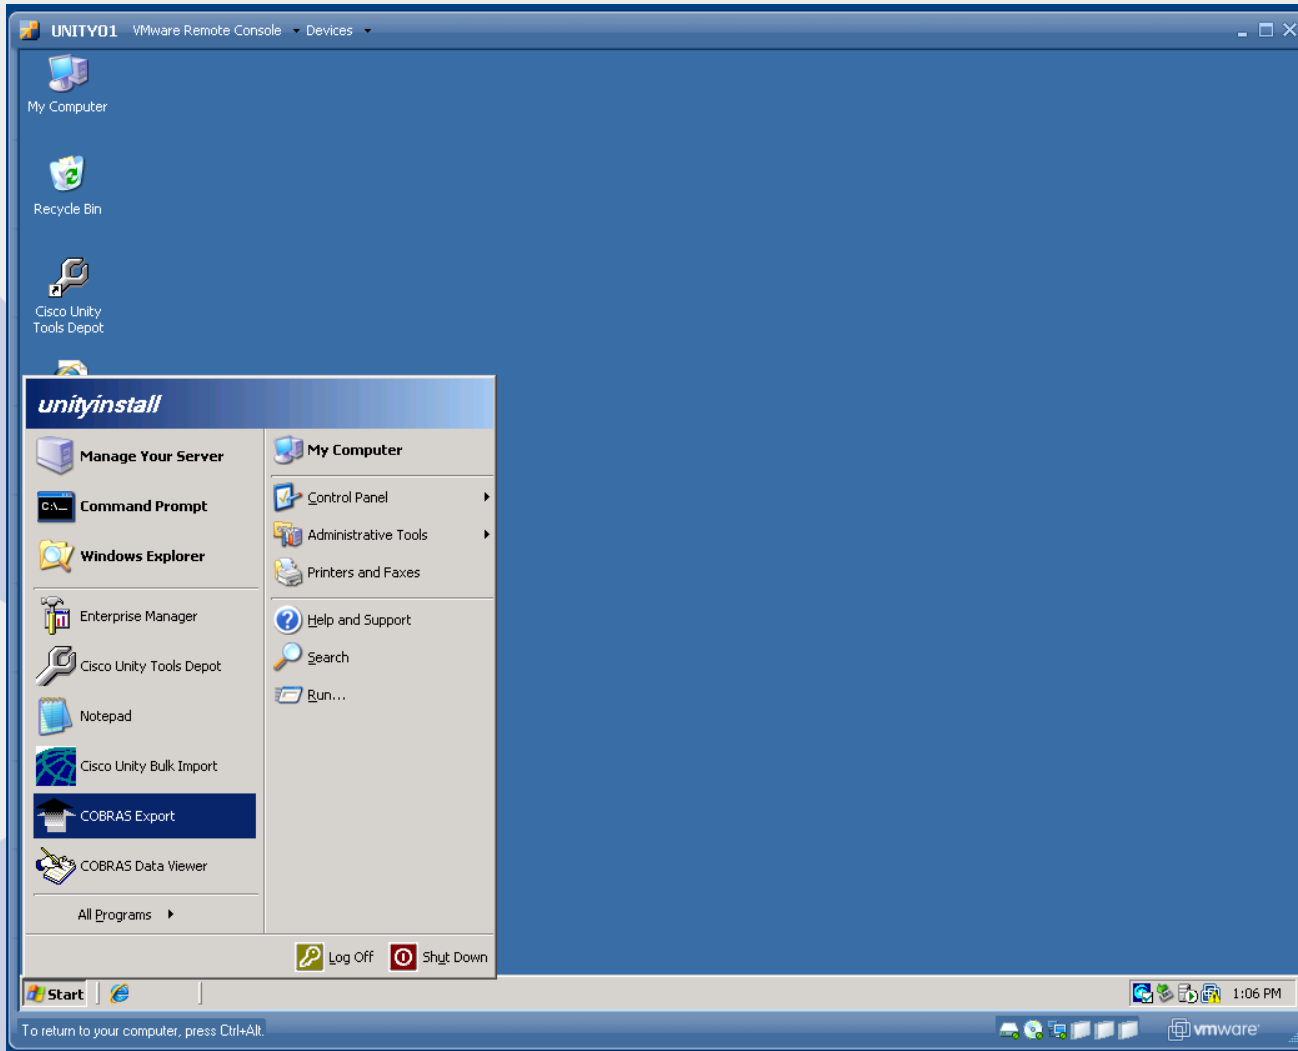 UNITY01 VMware Remote Console Devices
My Computer
Recycle Bin
Cisco Unity
Tools Depot
unityinstall
Manage Your Server
Command Prompt
Windows Explorer
Enterprise Manager
Cisco Unity Tools Depot
Notepad
Cisco Unity Bulk Import
COBRAS Export
COBRAS Data Viewer
All Programs
My Computer
Control Panel
Administrative Tools
Printers and Faxes
Help and Support
Search
Run...
Log Off Shut Down
Start 1:06 PM
To return to your computer, press Ctrl+Alt. vmware